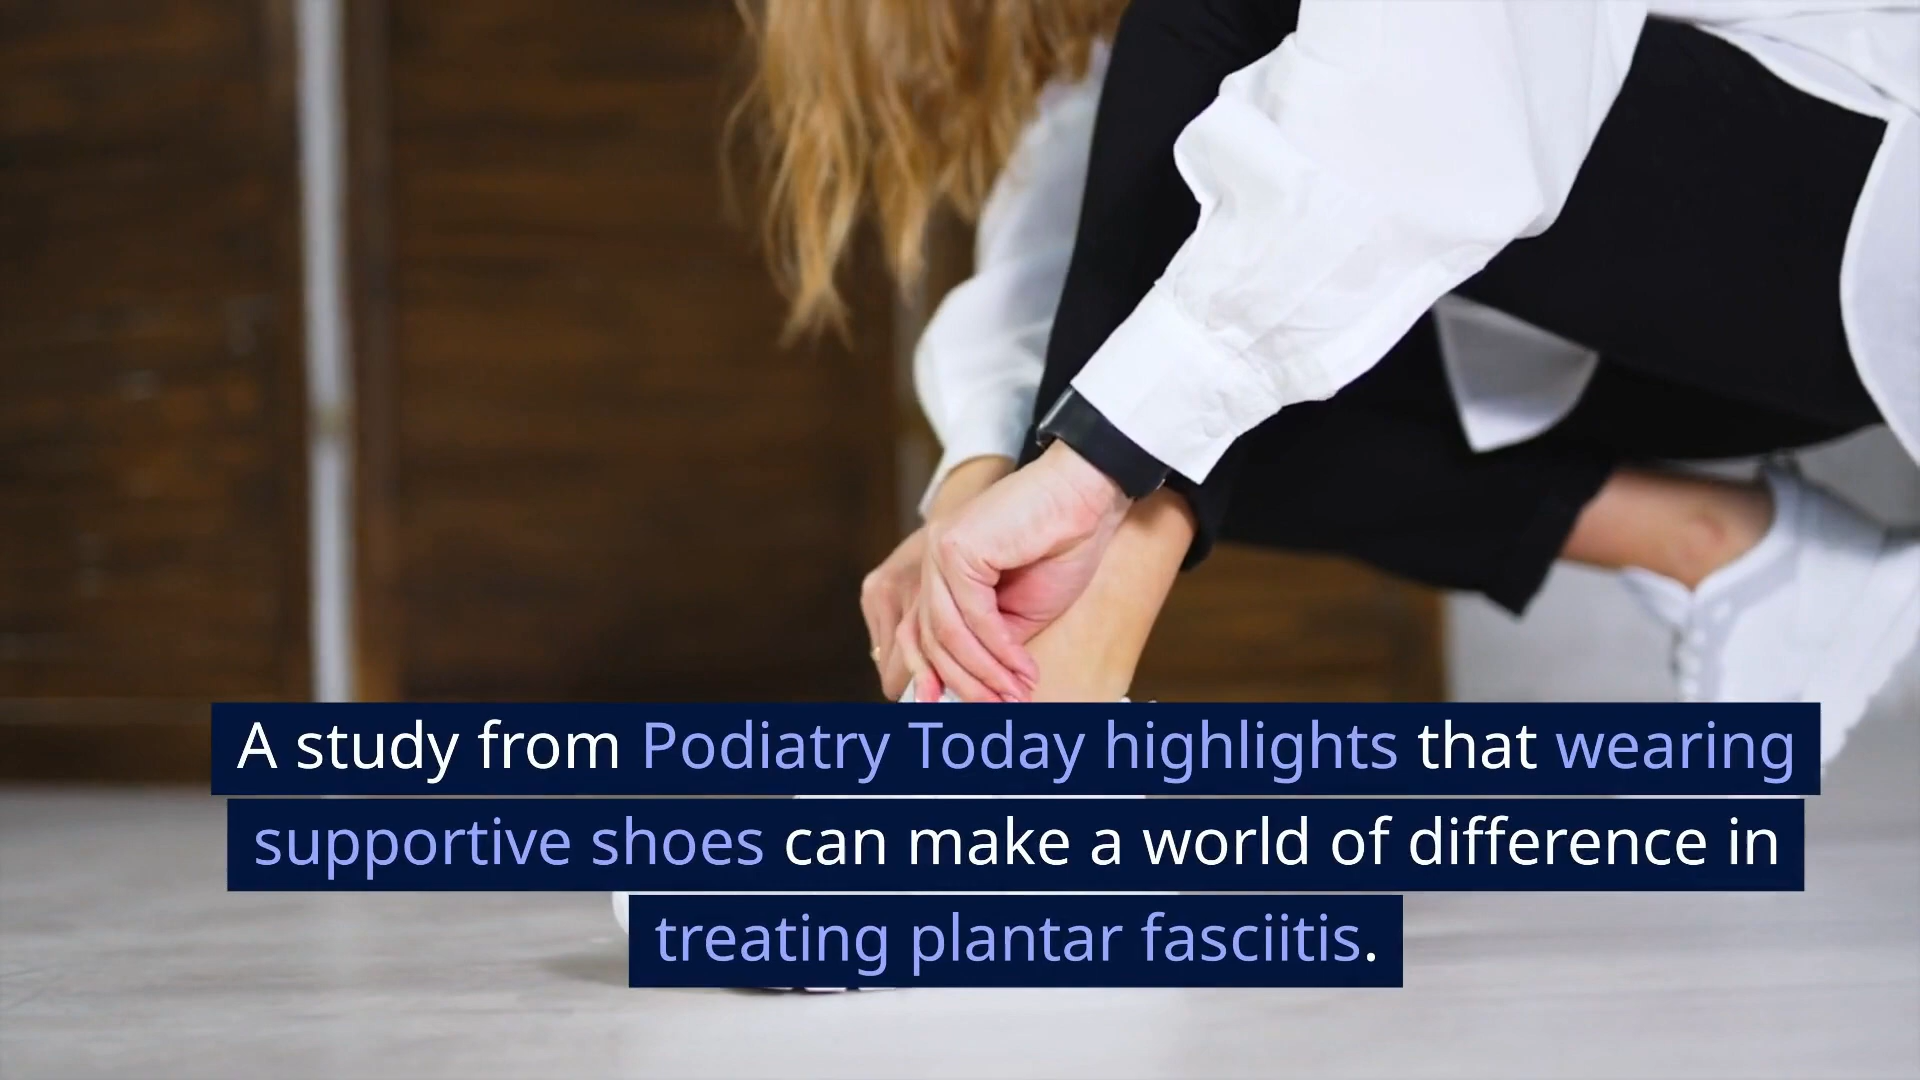 A study from Podiatry Today highlights that wearing
supportive shoes can make a world of difference in
treating plantar fasciitis.